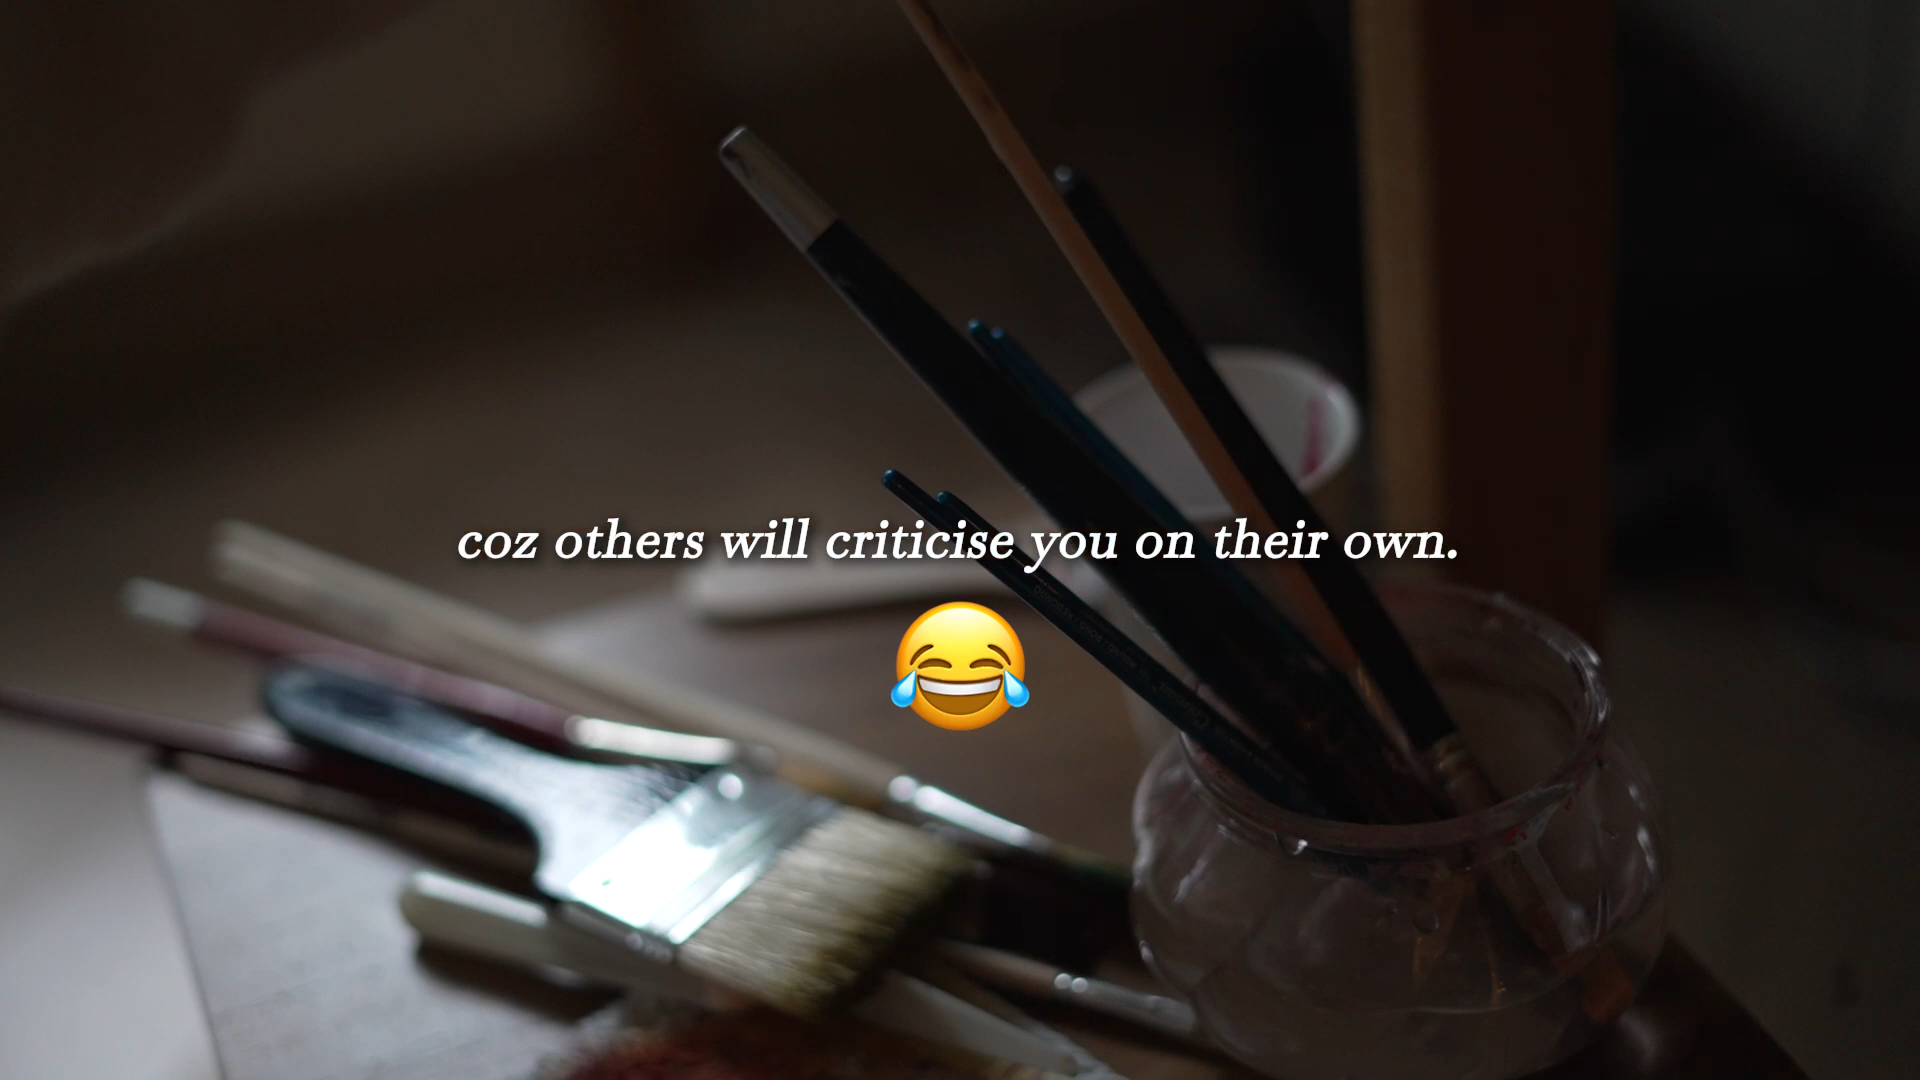 coz others will criticise you on their own.
😂